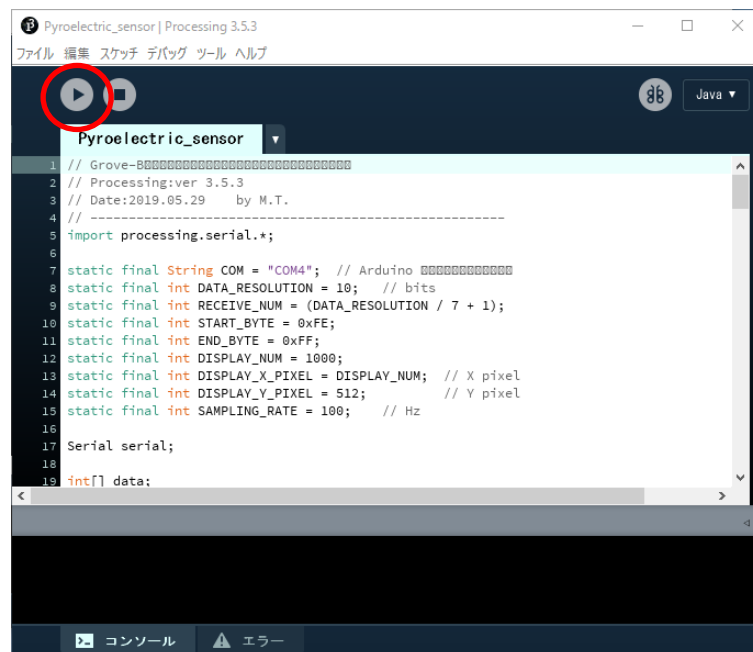 Pyroelectric_sensor | Processing 3.5.3
ファイル 編集 スケッチ デバッグ ツール ヘルプ
Java ▼
Pyroelectric_sensor ▼
1 // Grove-B
2 // Processing:ver 3.5.3
3 // Date:2019.05.29    by M.T.
4 // ------------------------------------------------------
5 import processing.serial.*;
6
7 static final String COM = "COM4";  // Arduino
8 static final int DATA_RESOLUTION = 10;   // bits
9 static final int RECEIVE_NUM = (DATA_RESOLUTION / 7 + 1);
10 static final int START_BYTE = 0xFE;
11 static final int END_BYTE = 0xFF;
12 static final int DISPLAY_NUM = 1000;
13 static final int DISPLAY_X_PIXEL = DISPLAY_NUM;  // X pixel
14 static final int DISPLAY_Y_PIXEL = 512;          // Y pixel
15 static final int SAMPLING_RATE = 100;    // Hz
16
17 Serial serial;
18
19 int[] data;
コンソール エラー